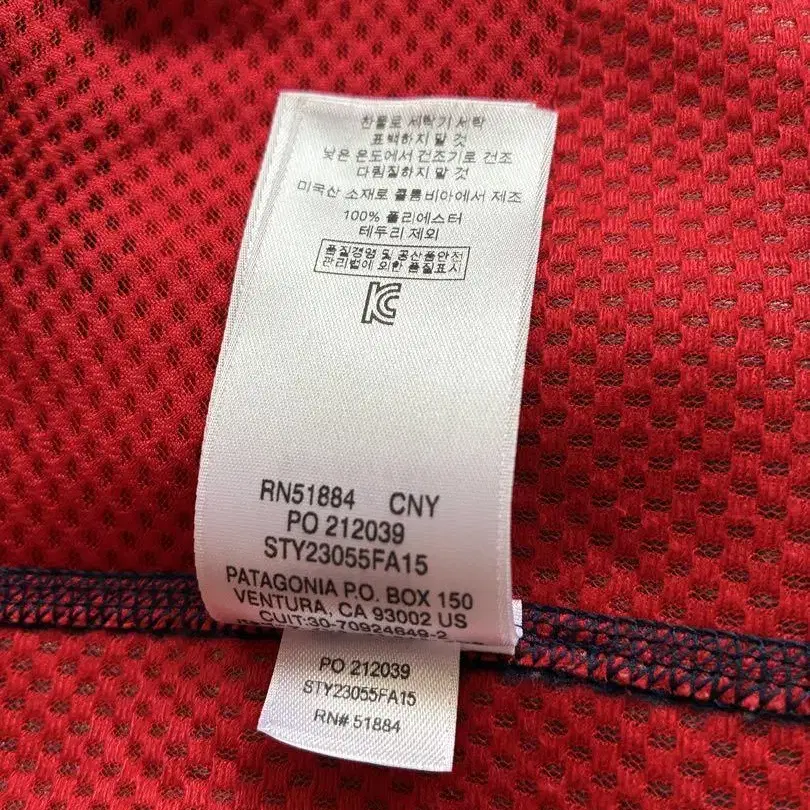 찬물로 세탁기 세탁
표백하지 말 것
낮은 온도에서 건조기로 건조
다림질하지 말 것
미국산 소재로 콜롬비아에서 제조
100% 폴리에스터
테두리 제외
품질경영 및 공산품안전
관리법에 의한 품질표시
RN51884 CNY
PO 212039
STY23055FA15
PATAGONIA P.O. BOX 150
VENTURA, CA 93002 US
CUIT:30-70924649-2
PO 212039
STY23055FA15
RN# 51884